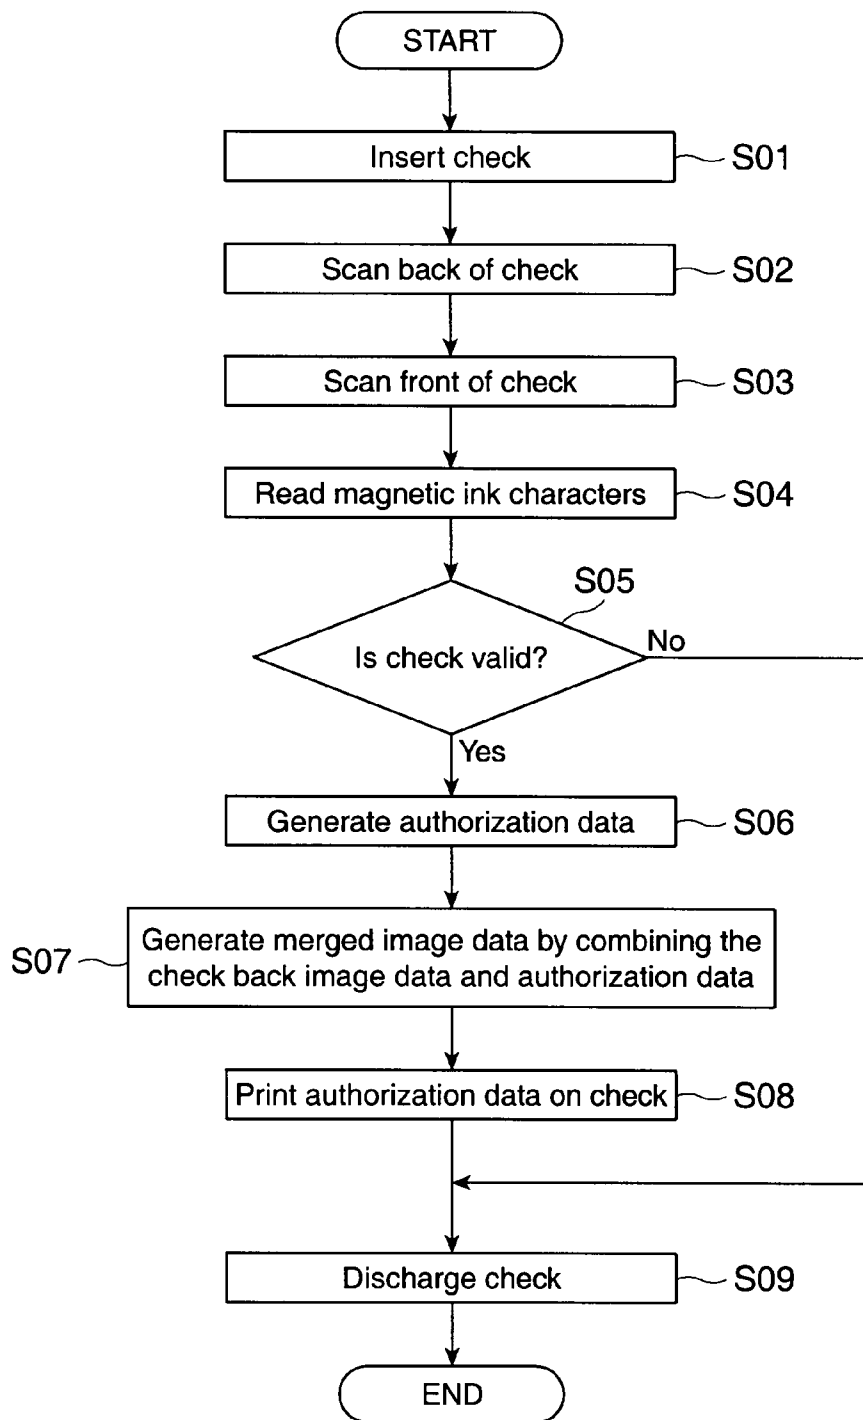 START
Insert check
S01
Scan back of check
S02
Scan front of check
S03
Read magnetic ink characters
S04
S05
Is check valid?
No
Yes
Generate authorization data
S06
S07
Generate merged image data by combining the
check back image data and authorization data
Print authorization data on check
S08
Discharge check
S09
END